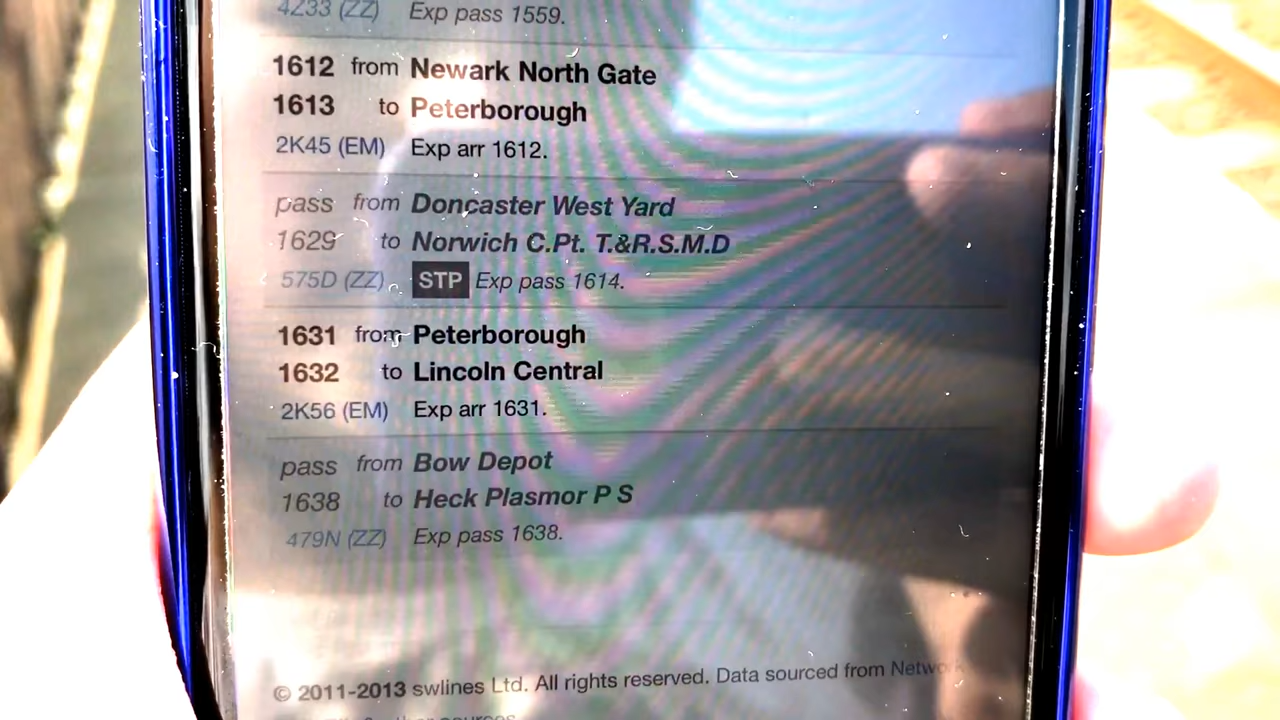 4Z33 (ZZ) Exp pass 1559.
1612 from Newark North Gate
1613 to Peterborough
2K45 (EM) Exp arr 1612.
pass from Doncaster West Yard
1629 to Norwich C.Pt. T.&R.S.M.D
575D (ZZ) STP Exp pass 1614.
1631 from Peterborough
1632 to Lincoln Central
2K56 (EM) Exp arr 1631.
pass from Bow Depot
1638 to Heck Plasmor P S
479N (ZZ) Exp pass 1638.
© 2011-2013 swlines Ltd. All rights reserved. Data sourced from Network
other sources